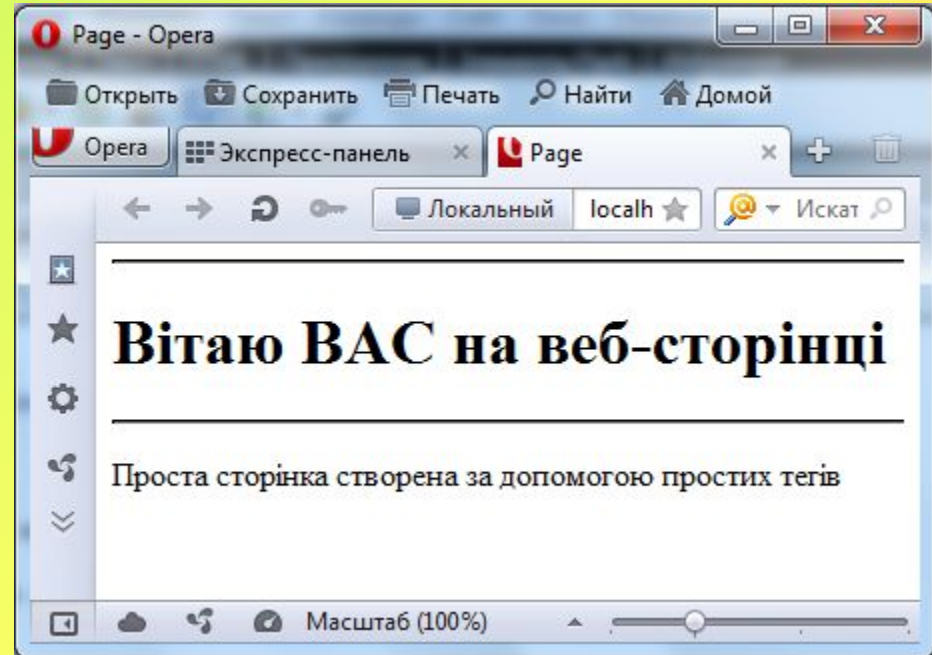 Page - Opera
Открыть Сохранить Печать Найти Домой
Opera Экспресс-панель Page
Локальный localh Искат
Вітаю ВАС на веб-сторінці
Проста сторінка створена за допомогою простих тегів
Масштаб (100%)